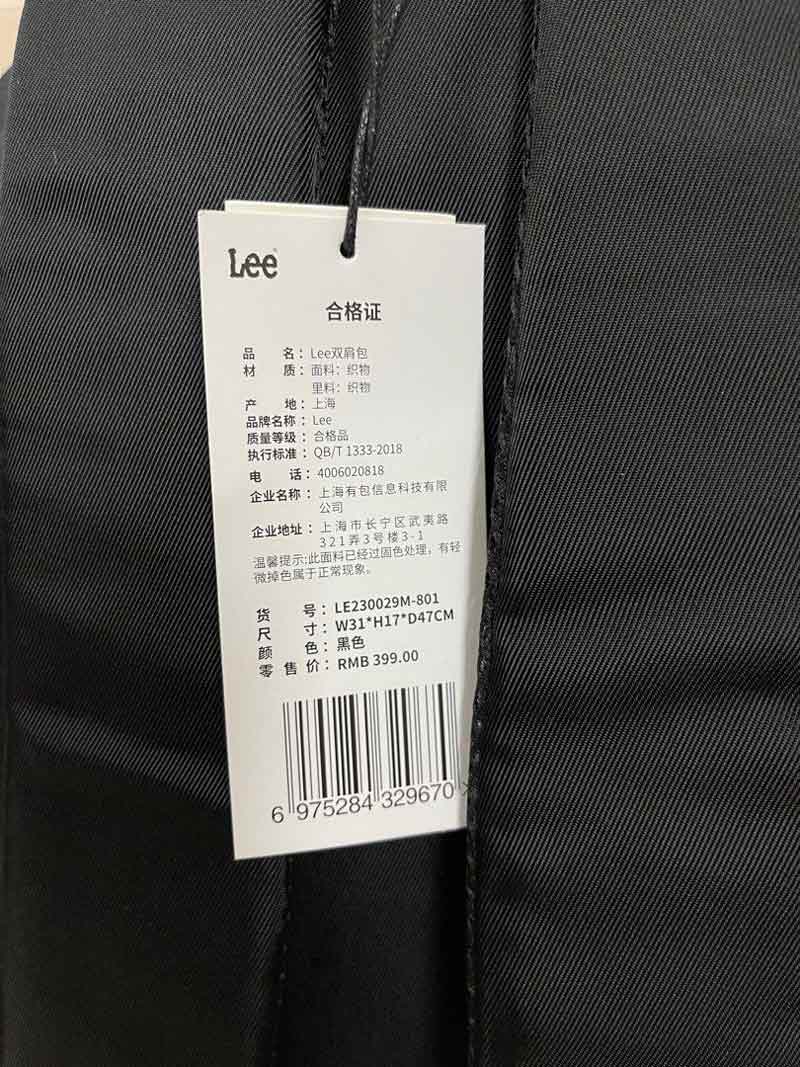 Lee
合格证
品 名：Lee双肩包
材 质：面料：织物
里料：织物
产 地：上海
品牌名称：Lee
质量等级：合格品
执行标准：QB/T 1333-2018
电 话：4006020818
企业名称：上海有包信息科技有限
公司
企业地址：上海市长宁区武夷路
321弄3号楼3-1
温馨提示:此面料已经过固色处理，有轻
微掉色属于正常现象。
货 号：LE230029M-801
尺 寸：W31*H17*D47CM
颜 色：黑色
零 售 价：RMB 399.00
6 975284 329670